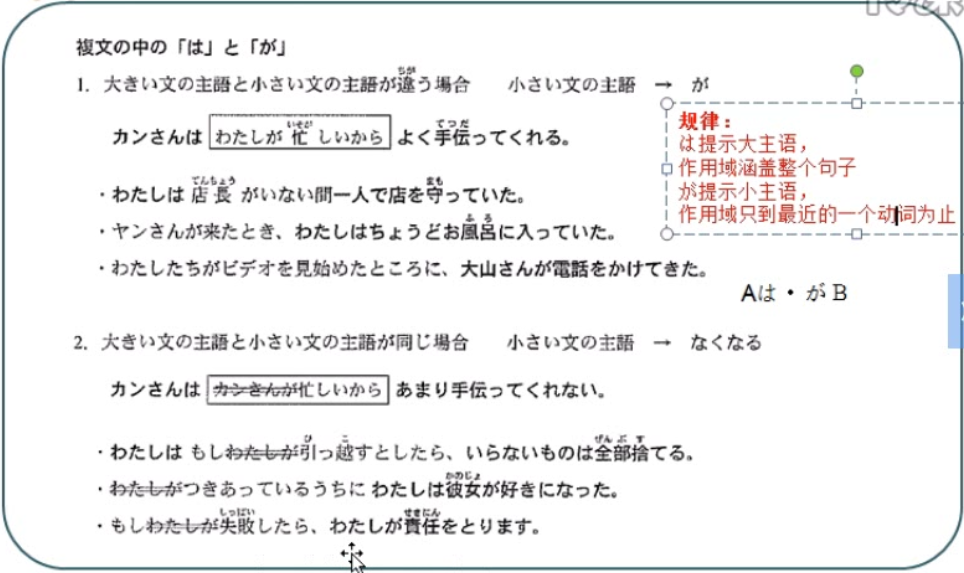 複文の中の「は」と「が」
1. 大きい文の主語と小さい文の主語が違う場合　小さい文の主語 → が
カンさんは わたしが忙しいから よく手伝ってくれる。
・わたしは店長がいない間一人で店を守っていた。
・ヤンさんが来たとき、わたしはちょうどお風呂に入っていた。
・わたしたちがビデオを見始めたところに、大山さんが電話をかけてきた。
规律：
は提示大主语，
作用域涵盖整个句子
が提示小主语，
作用域只到最近的一个动词为止
Aは・がB
2. 大きい文の主語と小さい文の主語が同じ場合　小さい文の主語 → なくなる
カンさんは カンさんが忙しいから あまり手伝ってくれない。
・わたしは もしわたしが引っ越すとしたら、いらないものは全部捨てる。
・わたしがつきあっているうちに わたしは彼女が好きになった。
・もしわたしが失敗したら、わたしが責任をとります。